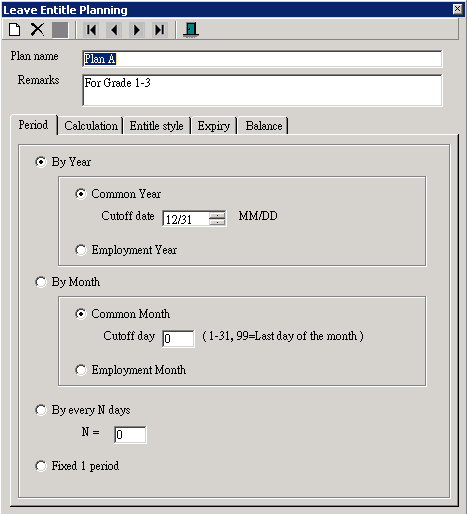 Leave Entitle Planning
Plan name Plan A
Remarks For Grade 1-3
Period Calculation Entitle style Expiry Balance
By Year
Common Year
Cutoff date 12/31 MM/DD
Employment Year
By Month
Common Month
Cutoff day 0 ( 1-31, 99=Last day of the month )
Employment Month
By every N days
N = 0
Fixed 1 period